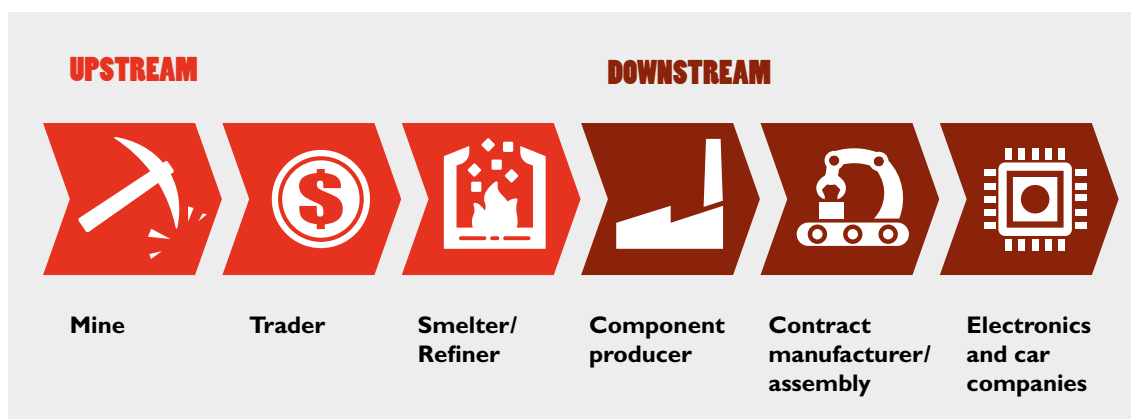 UPSTREAM
DOWNSTREAM
$
Mine
Trader
Smelter/
Refiner
Component
producer
Contract
manufacturer/
assembly
Electronics
and car
companies